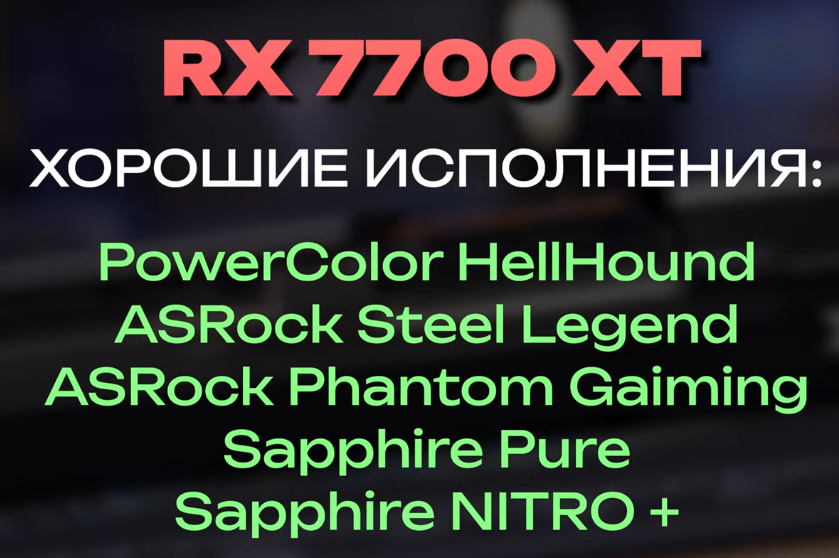 RX 7700 XT
ХОРОШИЕ ИСПОЛНЕНИЯ:
PowerColor HellHound
ASRock Steel Legend
ASRock Phantom Gaiming
Sapphire Pure
Sapphire NITRO +